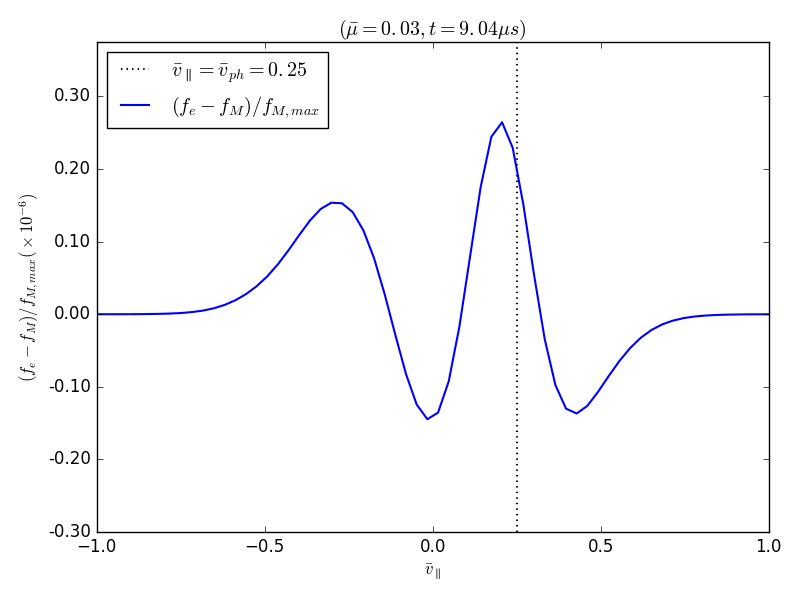 (μ̄ = 0.03, t = 9.04μs)
v̄∥ = v̄ph = 0.25
(fe − fM)/fM,max
0.30
0.20
0.10
0.00
-0.10
-0.20
-0.30
(fe − fM)/fM,max(×10⁻⁶)
−1.0 −0.5 0.0 0.5 1.0
v̄∥